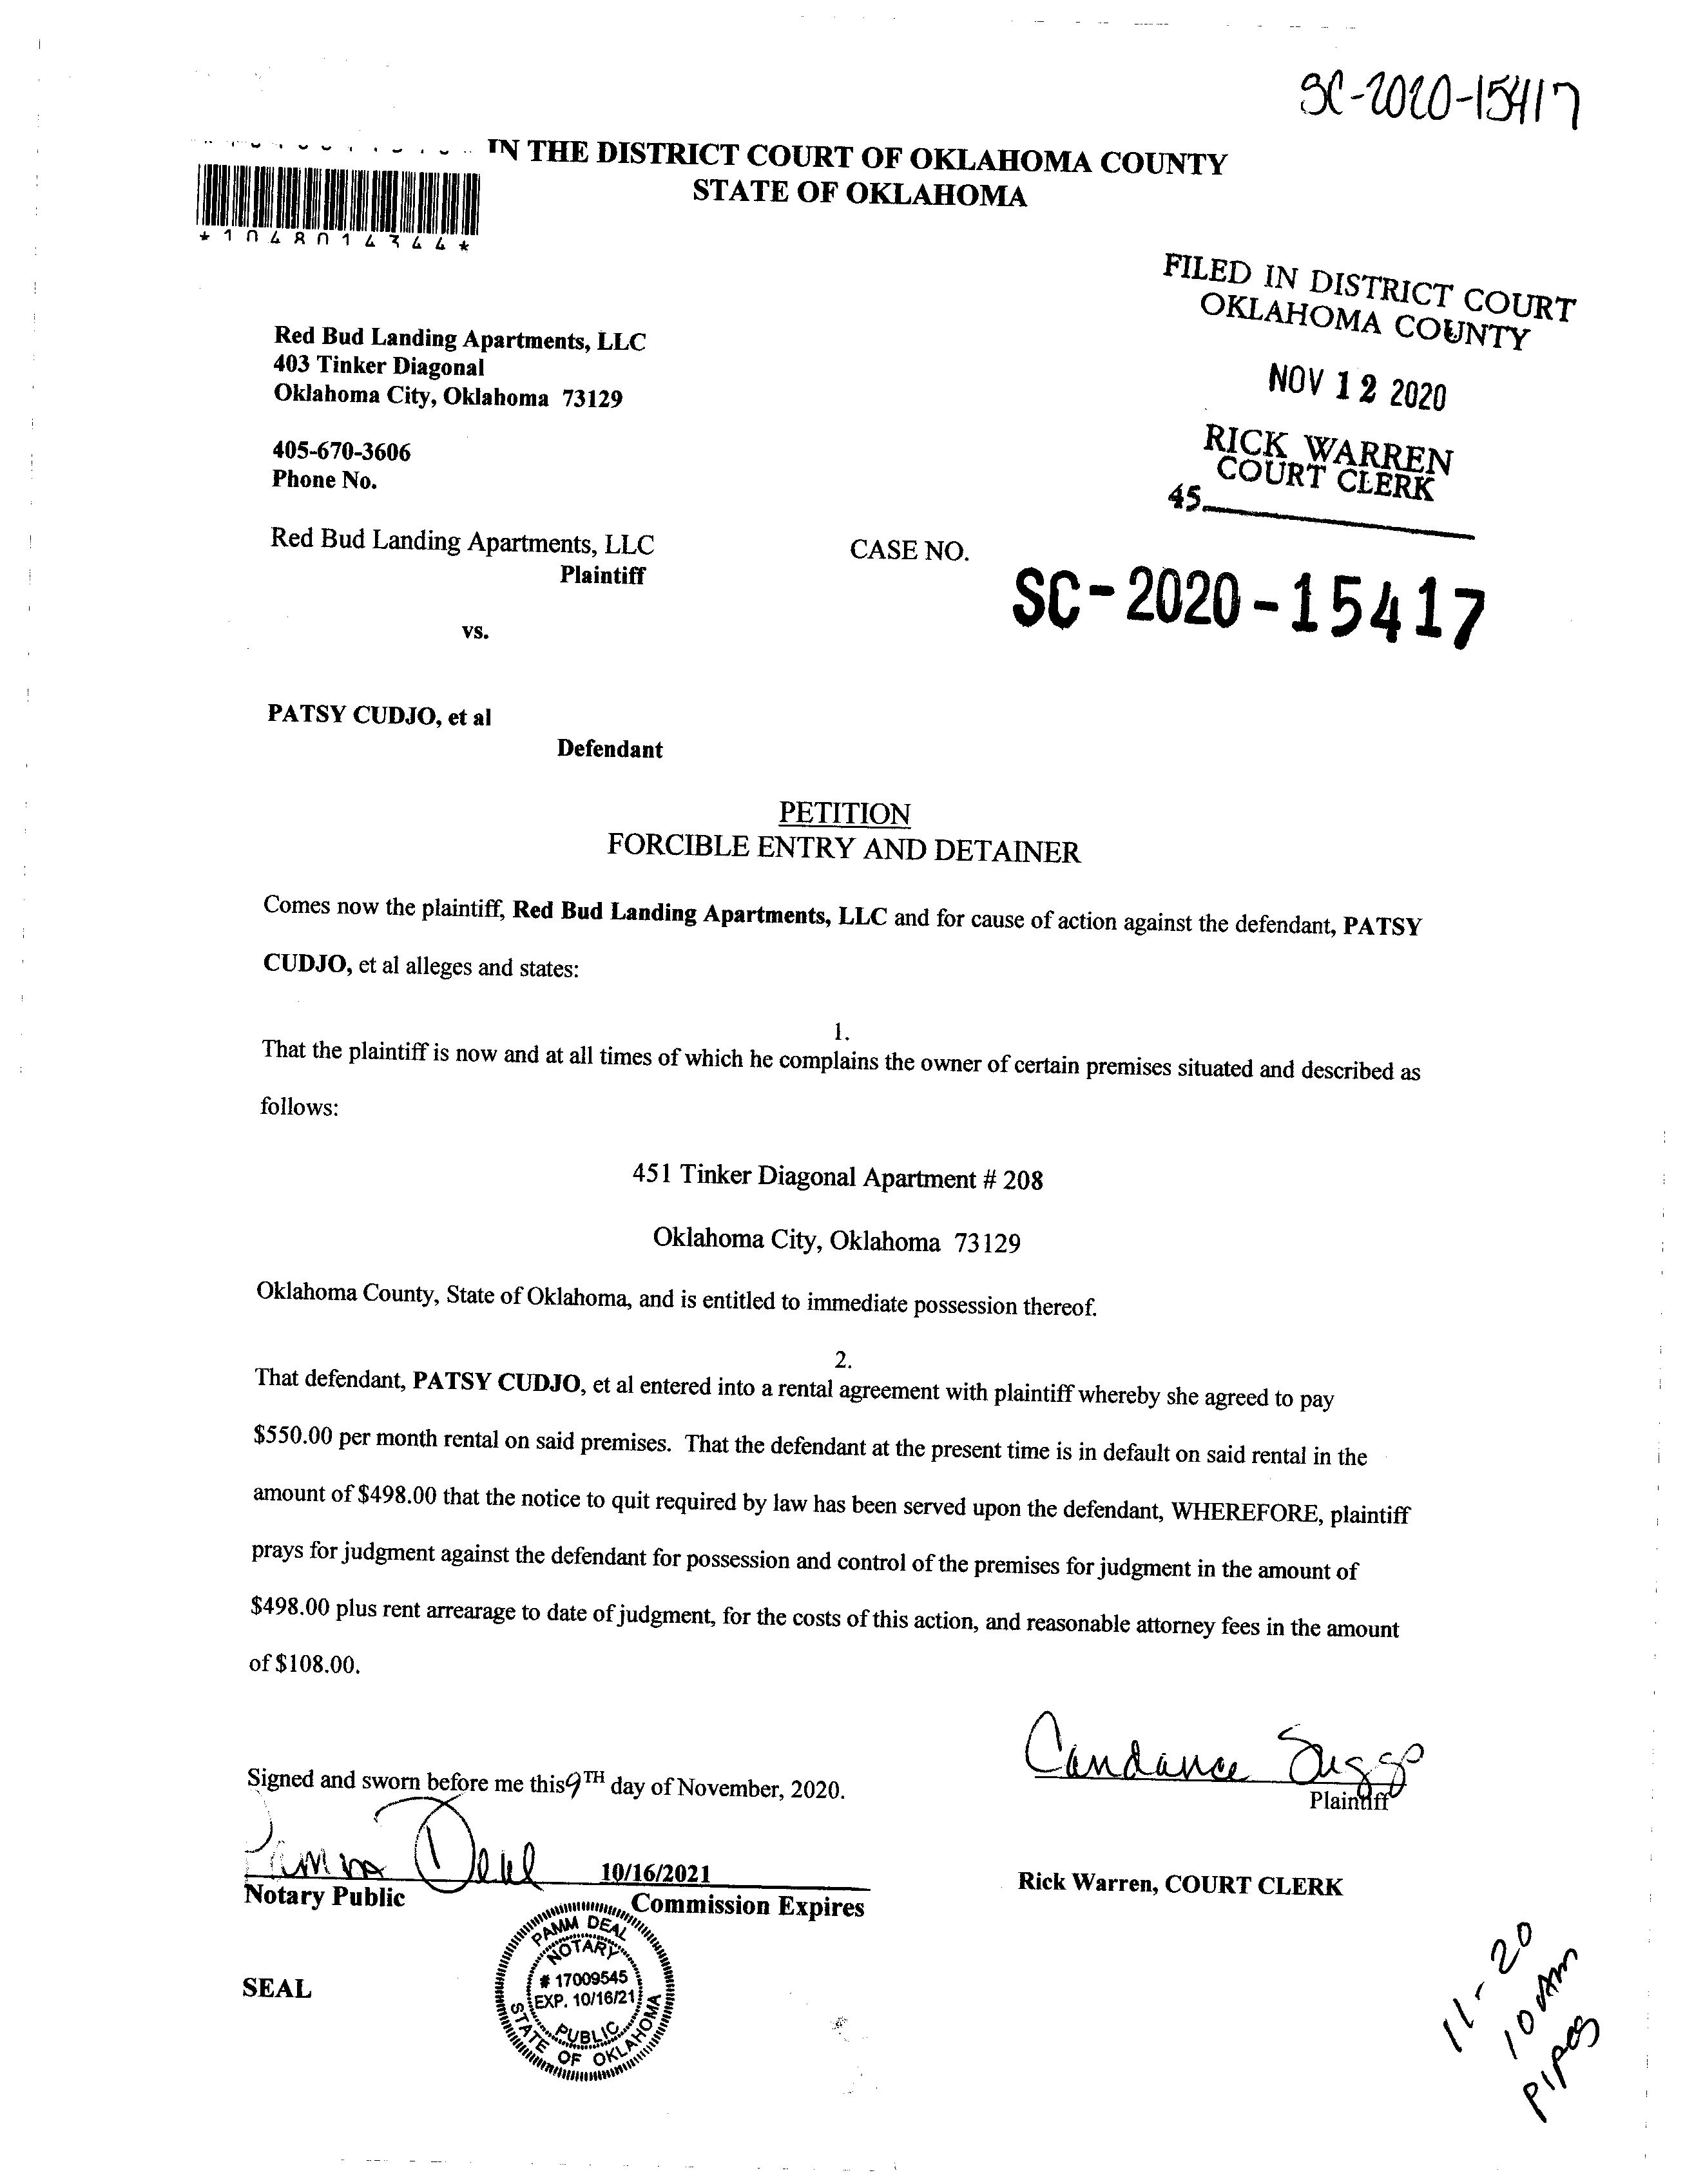 SC-2020-15417
IN THE DISTRICT COURT OF OKLAHOMA COUNTY
STATE OF OKLAHOMA
*1048014344*
FILED IN DISTRICT COURT
OKLAHOMA COUNTY
NOV 12 2020
RICK WARREN
COURT CLERK
45
Red Bud Landing Apartments, LLC
403 Tinker Diagonal
Oklahoma City, Oklahoma 73129
405-670-3606
Phone No.
Red Bud Landing Apartments, LLC
Plaintiff
CASE NO.
SC-2020-15417
vs.
PATSY CUDJO, et al
Defendant
PETITION
FORCIBLE ENTRY AND DETAINER
Comes now the plaintiff, Red Bud Landing Apartments, LLC and for cause of action against the defendant, PATSY
CUDJO, et al alleges and states:
1.
That the plaintiff is now and at all times of which he complains the owner of certain premises situated and described as
follows:
451 Tinker Diagonal Apartment # 208
Oklahoma City, Oklahoma 73129
Oklahoma County, State of Oklahoma, and is entitled to immediate possession thereof.
2.
That defendant, PATSY CUDJO, et al entered into a rental agreement with plaintiff whereby she agreed to pay
$550.00 per month rental on said premises. That the defendant at the present time is in default on said rental in the
amount of $498.00 that the notice to quit required by law has been served upon the defendant, WHEREFORE, plaintiff
prays for judgment against the defendant for possession and control of the premises for judgment in the amount of
$498.00 plus rent arrearage to date of judgment, for the costs of this action, and reasonable attorney fees in the amount
of $108.00.
Candance Suggs
Plaintiff
Signed and sworn before me this 9TH day of November, 2020.
Pamm Deal
10/16/2021
Notary Public
Commission Expires
Rick Warren, COURT CLERK
SEAL
PAMM DEAL
NOTARY
# 17009545
EXP. 10/16/21
PUBLIC
STATE OF OKLAHOMA
11-20
10 AM